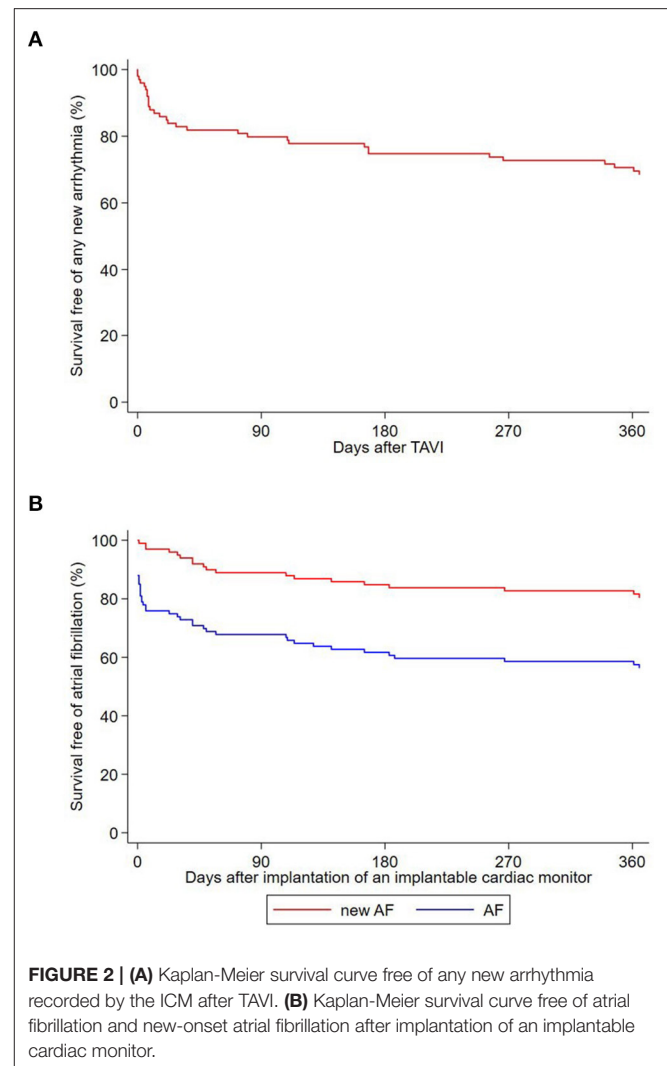 A
Survival free of any new arrhythmia (%)
100
80
60
40
20
0
0 90 180 270 360
Days after TAVI
B
Survival free of atrial fibrillation (%)
100
80
60
40
20
0
0 90 180 270 360
Days after implantation of an implantable cardiac monitor
new AF AF
FIGURE 2 | (A) Kaplan-Meier survival curve free of any new arrhythmia
recorded by the ICM after TAVI. (B) Kaplan-Meier survival curve free of atrial
fibrillation and new-onset atrial fibrillation after implantation of an implantable
cardiac monitor.